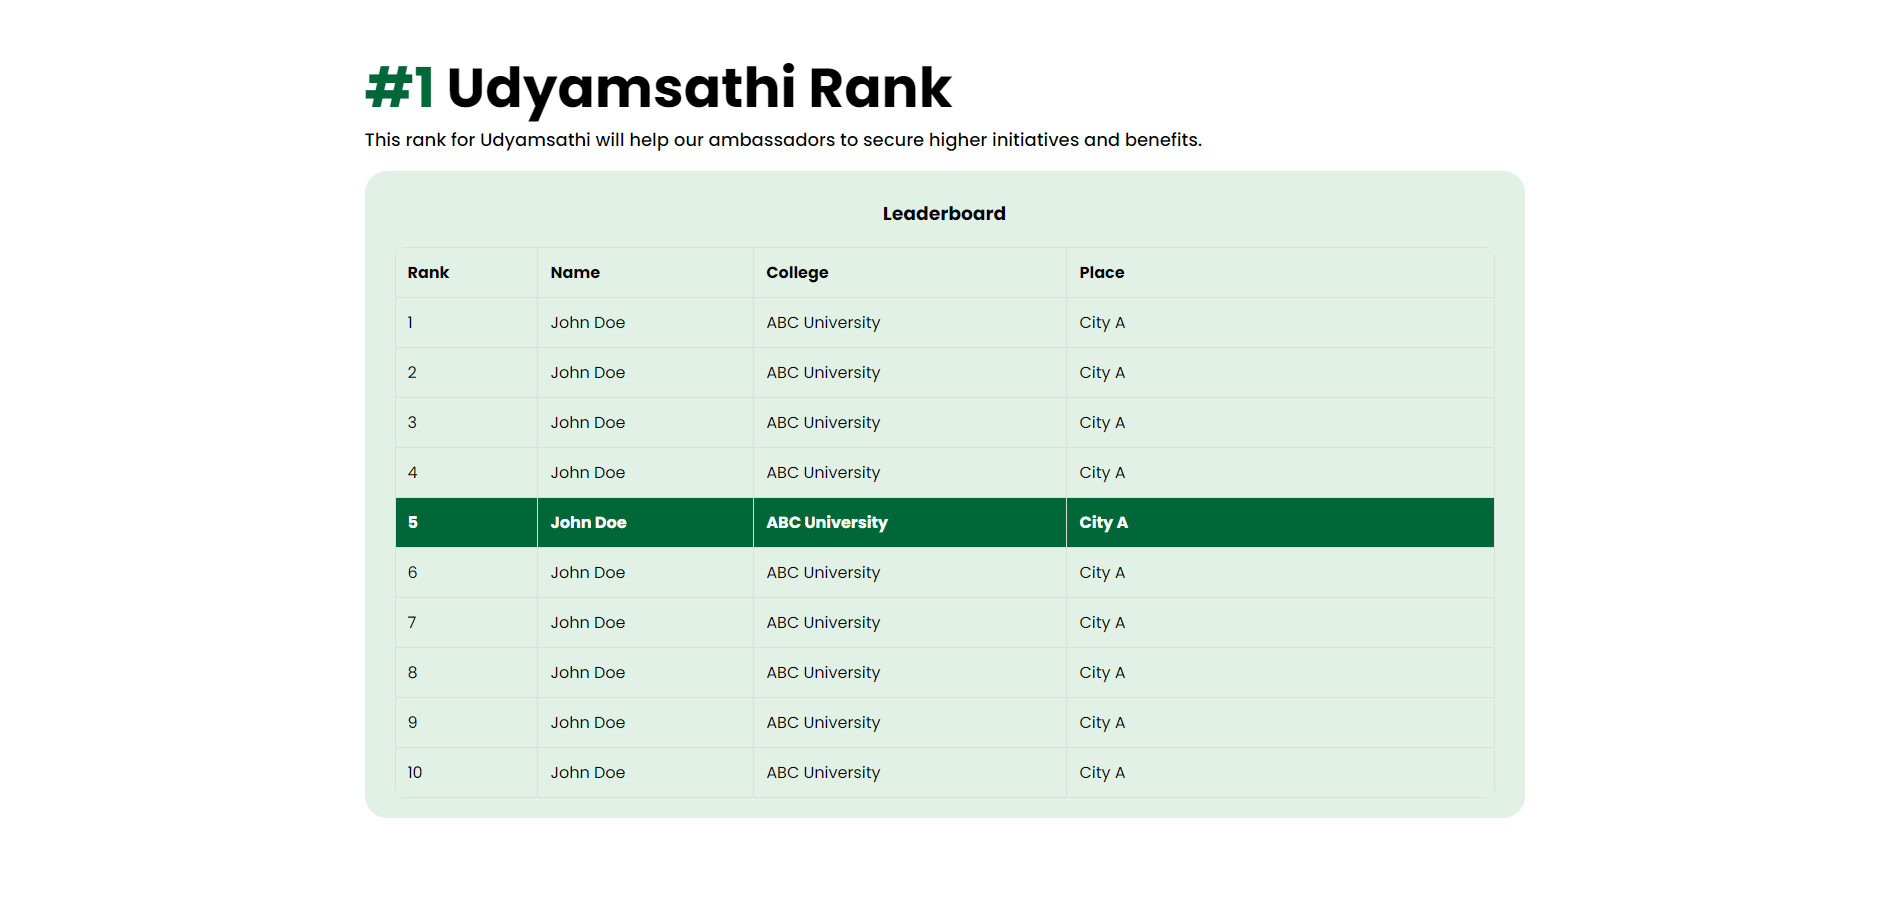 #1 Udyamsathi Rank
This rank for Udyamsathi will help our ambassadors to secure higher initiatives and benefits.
Leaderboard
Rank Name College Place
1 John Doe ABC University City A
2 John Doe ABC University City A
3 John Doe ABC University City A
4 John Doe ABC University City A
5 John Doe ABC University City A
6 John Doe ABC University City A
7 John Doe ABC University City A
8 John Doe ABC University City A
9 John Doe ABC University City A
10 John Doe ABC University City A